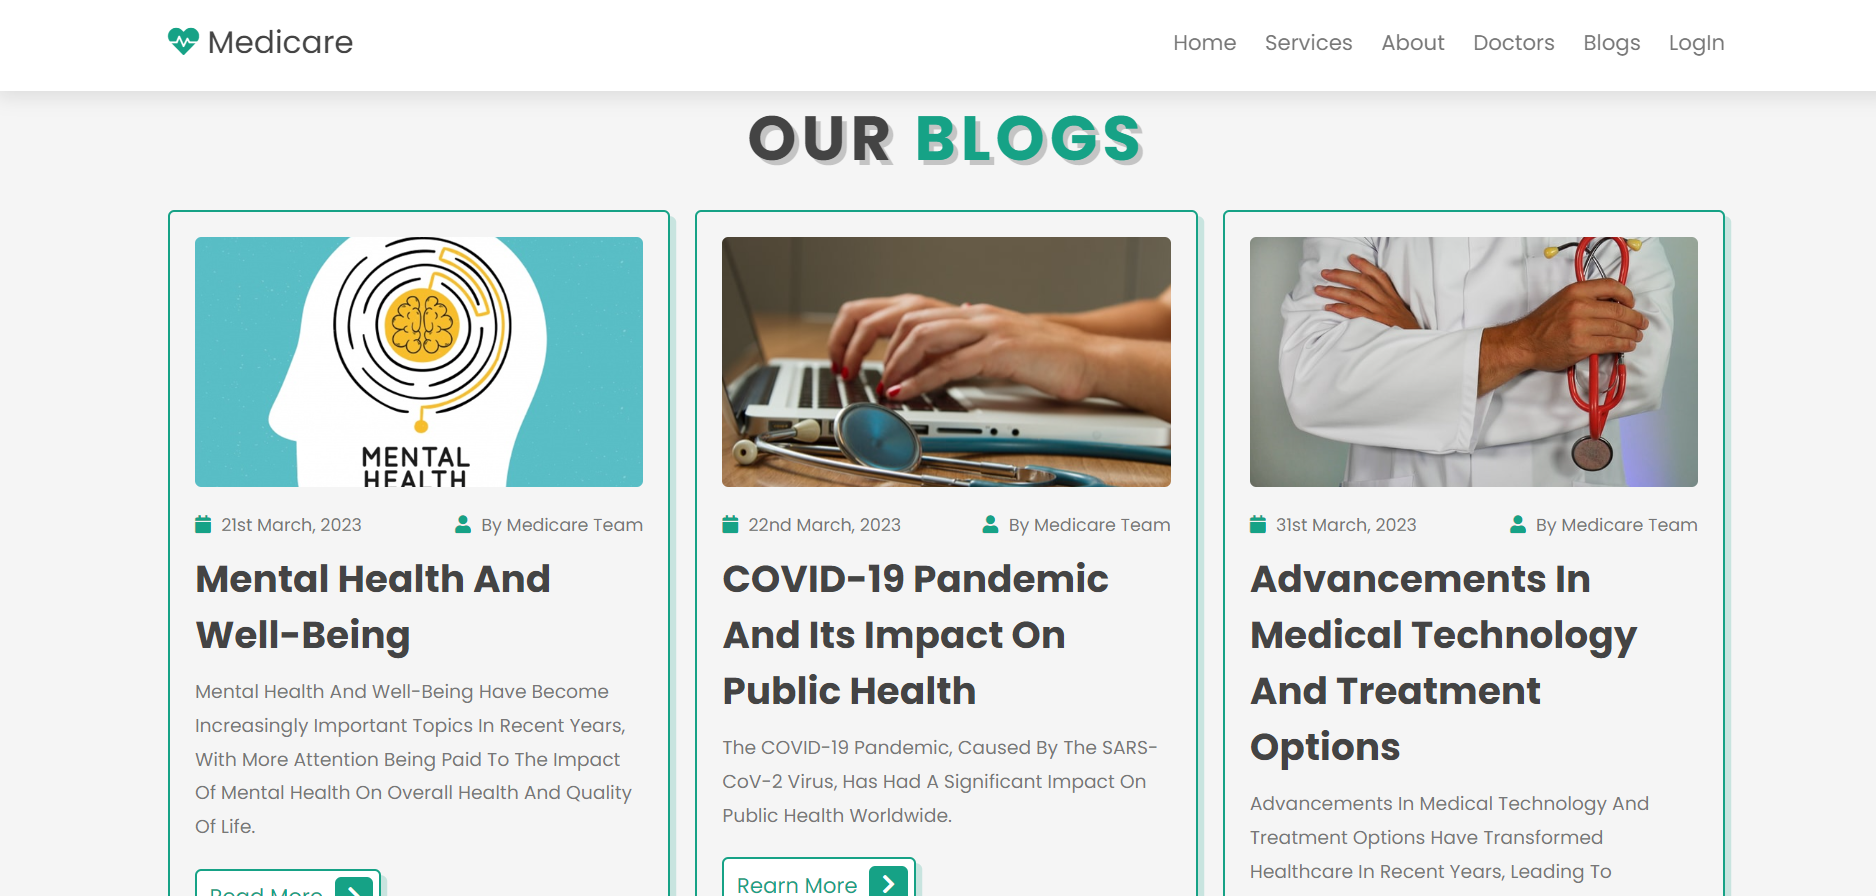 Medicare
Home Services About Doctors Blogs LogIn
OUR BLOGS
MENTAL
HEALTH
21st March, 2023 By Medicare Team
Mental Health And
Well-Being
Mental Health And Well-Being Have Become
Increasingly Important Topics In Recent Years,
With More Attention Being Paid To The Impact
Of Mental Health On Overall Health And Quality
Of Life.
Read More
22nd March, 2023 By Medicare Team
COVID-19 Pandemic
And Its Impact On
Public Health
The COVID-19 Pandemic, Caused By The SARS-
CoV-2 Virus, Has Had A Significant Impact On
Public Health Worldwide.
Rearn More
31st March, 2023 By Medicare Team
Advancements In
Medical Technology
And Treatment
Options
Advancements In Medical Technology And
Treatment Options Have Transformed
Healthcare In Recent Years, Leading To